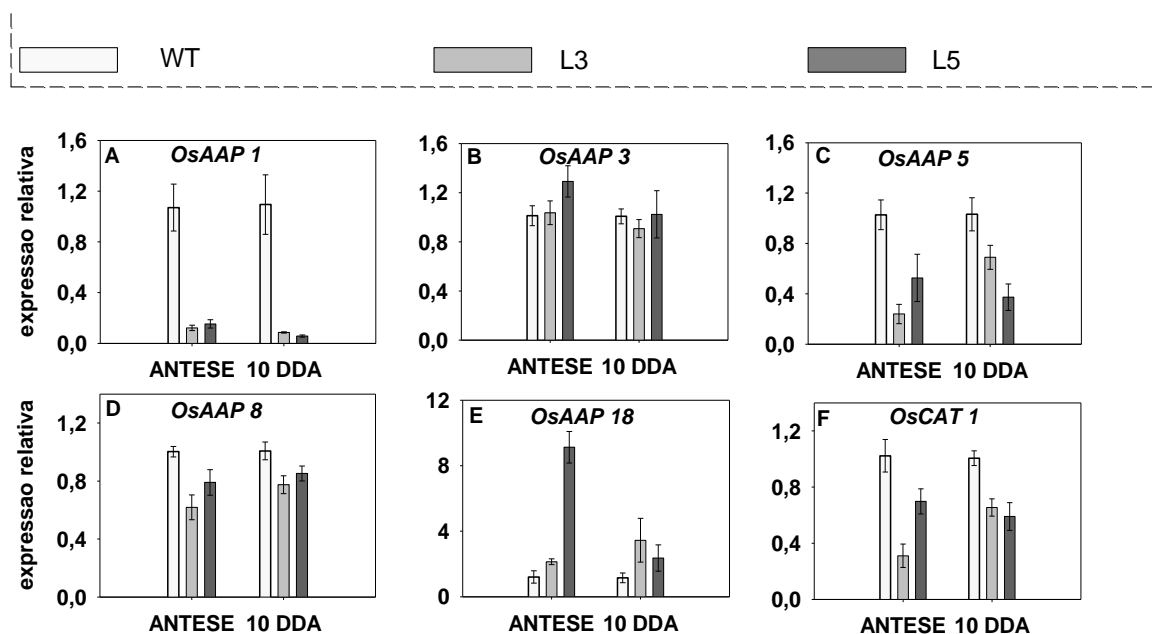 WT L3 L5
A OsAAP 1
B OsAAP 3
C OsAAP 5
expressao relativa
1,6
1,2
0,8
0,4
0,0
1,6
1,2
0,8
0,4
0,0
1,6
1,2
0,8
0,4
0,0
ANTESE 10 DDA
ANTESE 10 DDA
ANTESE 10 DDA
D OsAAP 8
E OsAAP 18
F OsCAT 1
expressao relativa
1,2
0,8
0,4
0,0
12
8
4
0
1,2
0,8
0,4
0,0
ANTESE 10 DDA
ANTESE 10 DDA
ANTESE 10 DDA